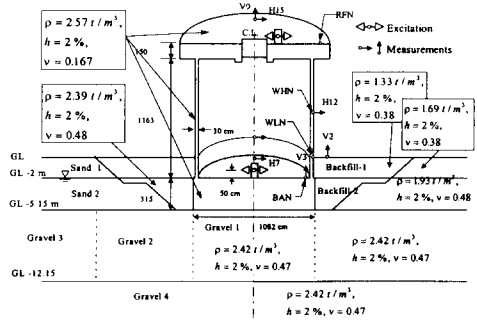 V9
H15
RFN
C.L.
Excitation
Measurements
ρ = 2.57 t / m³,
h = 2 %,
ν = 0.167
150
ρ = 2.39 t / m³,
h = 2 %,
ν = 0.48
1163
30 cm
WHN
H12
WLN
V2
ρ = 1.33 t / m³,
h = 2 %,
ν = 0.38
ρ = 1.69 t / m³,
h = 2 %,
ν = 0.38
GL
Sand 1
H7
V3
Backfill-1
GL -2 m
Sand 2
50 cm
BAN
Backfill-2
ρ = 1.93 t / m³,
h = 2 %, ν = 0.48
315
GL -5.15 m
Gravel 1
1082 cm
Gravel 3
Gravel 2
ρ = 2.42 t / m³,
h = 2 %, ν = 0.47
ρ = 2.42 t / m³,
h = 2 %, ν = 0.47
GL -12.15
Gravel 4
ρ = 2.42 t / m³,
h = 2 %, ν = 0.47